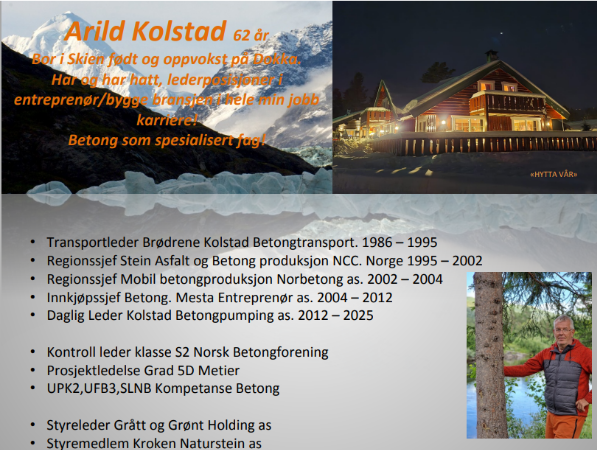 Arild Kolstad 62 år
Bor i Skien født og oppvokst på Dokka.
Har og har hatt, lederposisjoner i
entreprenør/bygge bransjen i hele min jobb
karriere!
Betong som spesialisert fag!
«HYTTA VÅR»
• Transportleder Brødrene Kolstad Betongtransport. 1986 – 1995
• Regionssjef Stein Asfalt og Betong produksjon NCC. Norge 1995 – 2002
• Regionssjef Mobil betongproduksjon Norbetong as. 2002 – 2004
• Innkjøpssjef Betong. Mesta Entreprenør as. 2004 – 2012
• Daglig Leder Kolstad Betongpumping as. 2012 – 2025
• Kontroll leder klasse S2 Norsk Betongforening
• Prosjektledelse Grad 5D Metier
• UPK2,UFB3,SLNB Kompetanse Betong
• Styreleder Grått og Grønt Holding as
• Styremedlem Kroken Naturstein as